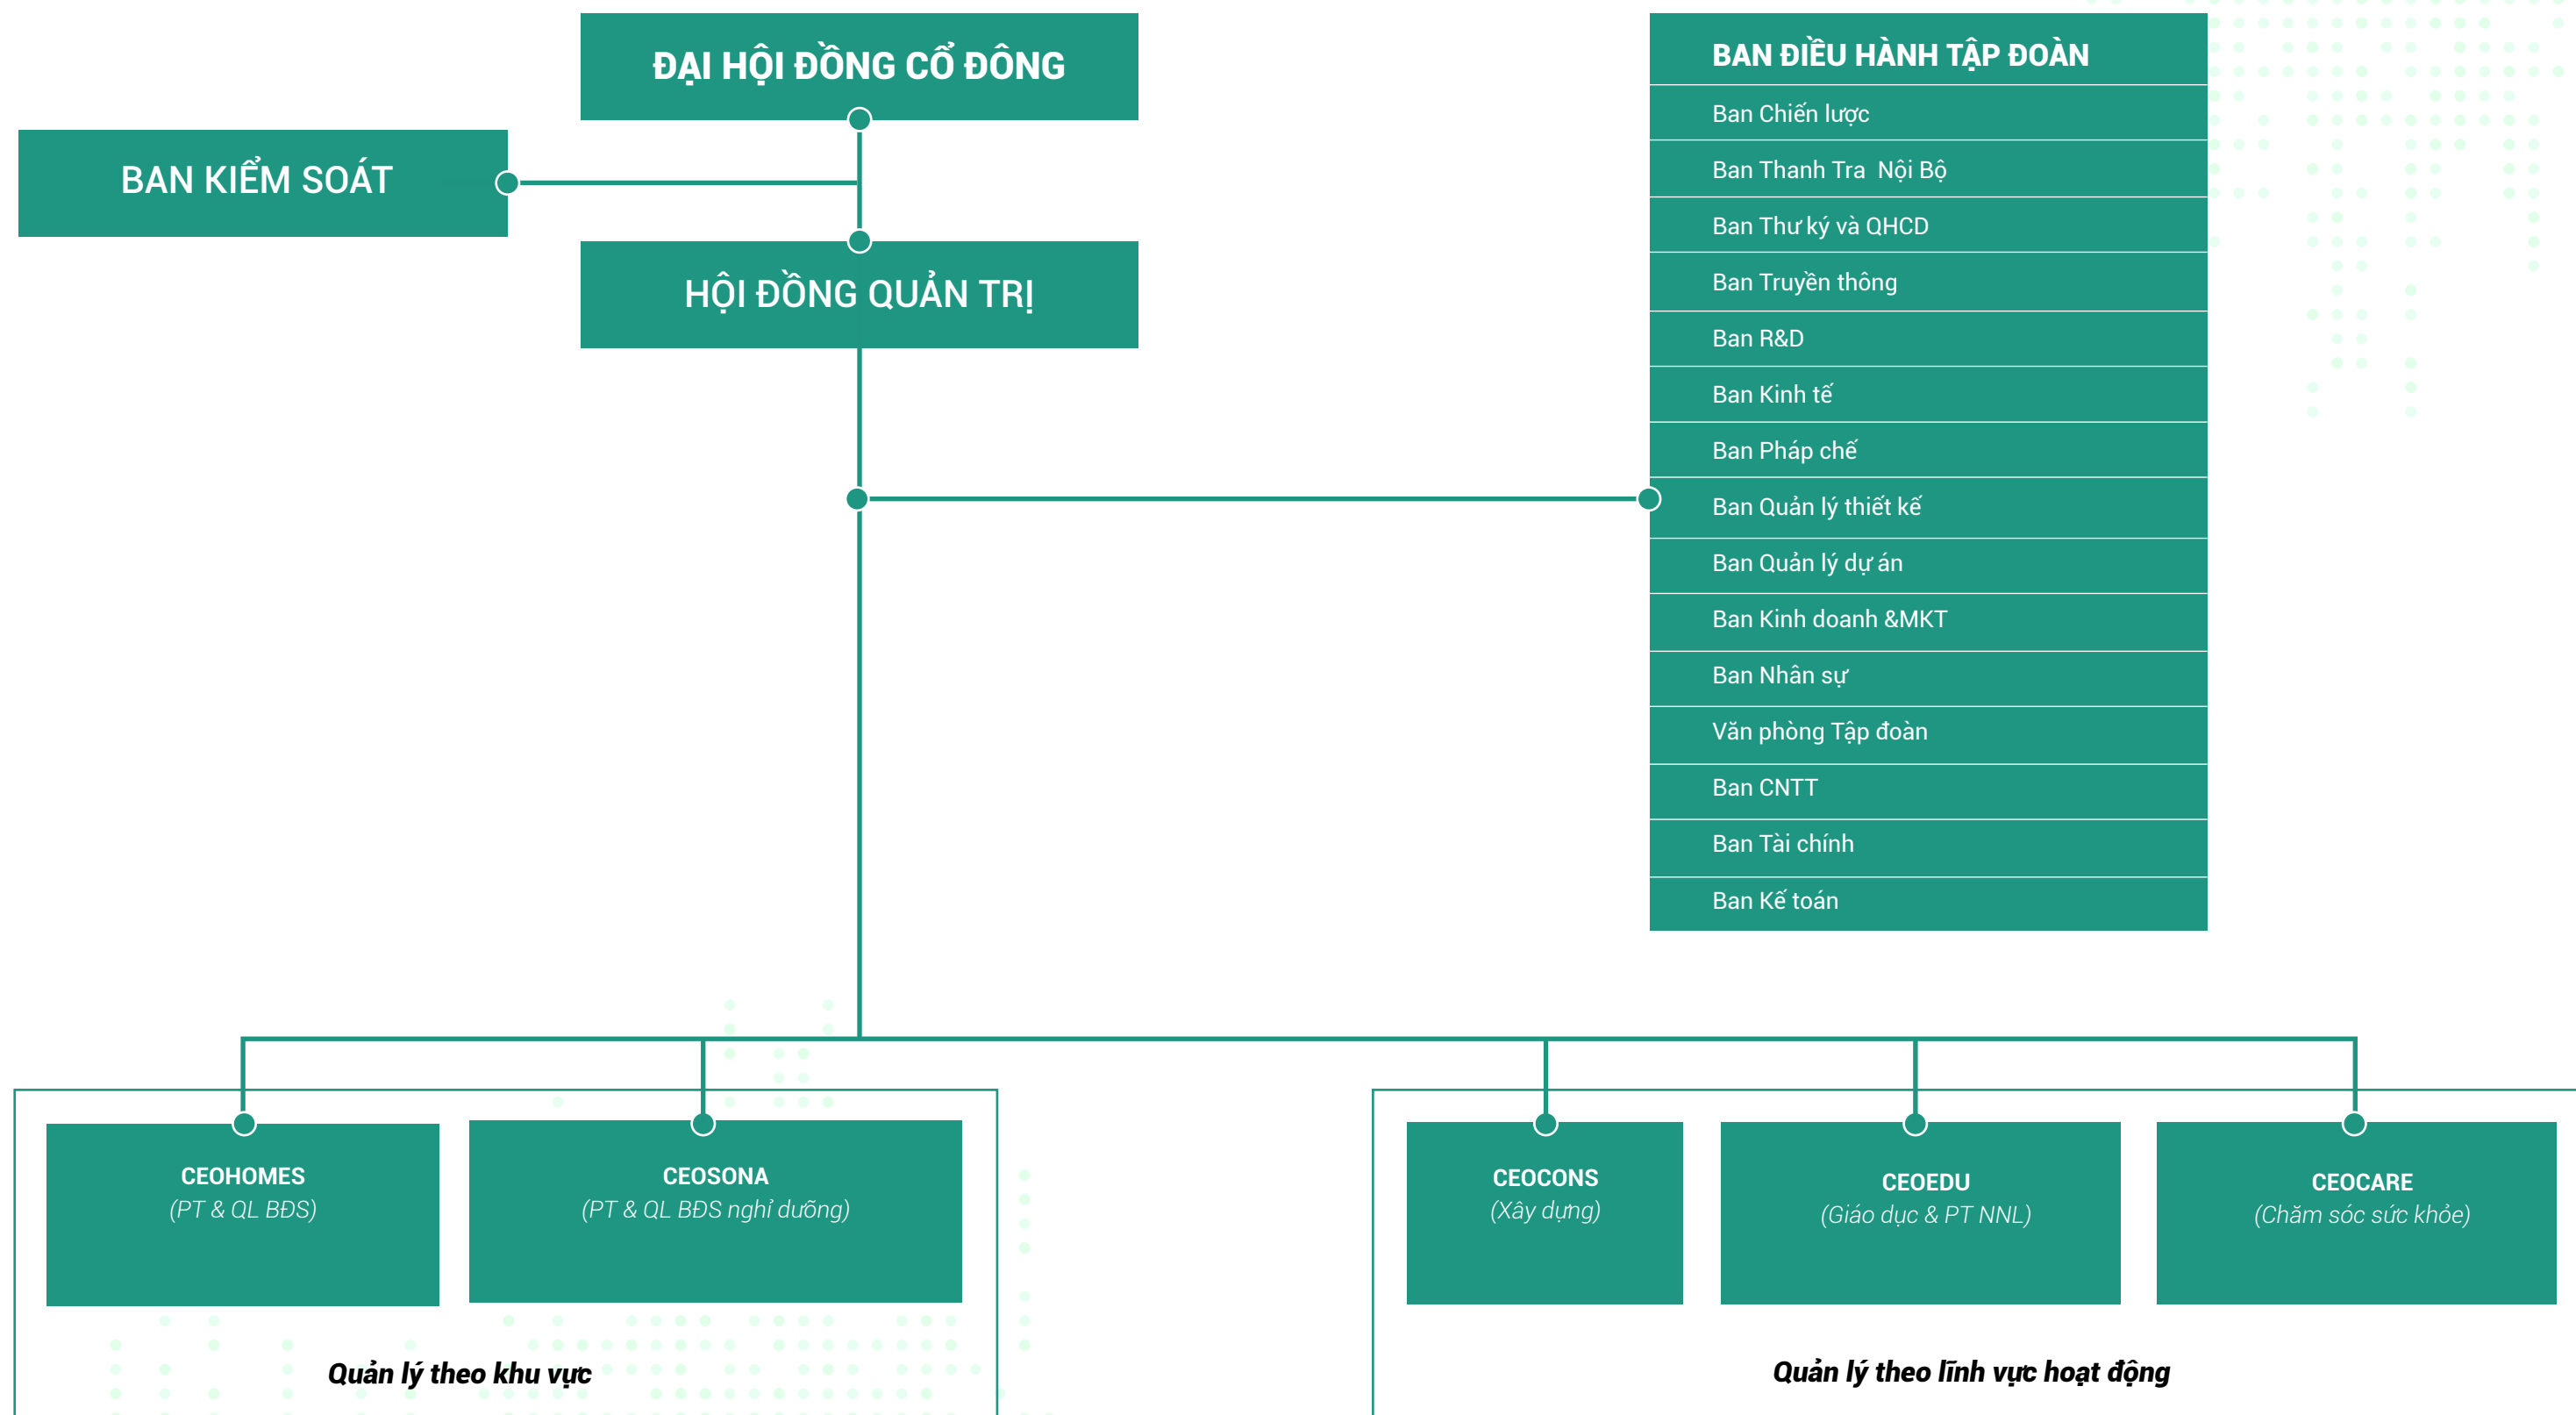 ĐẠI HỘI ĐỒNG CỔ ĐÔNG
BAN KIỂM SOÁT
HỘI ĐỒNG QUẢN TRỊ
BAN ĐIỀU HÀNH TẬP ĐOÀN
Ban Chiến lược
Ban Thanh Tra Nội Bộ
Ban Thư ký và QHCD
Ban Truyền thông
Ban R&D
Ban Kinh tế
Ban Pháp chế
Ban Quản lý thiết kế
Ban Quản lý dự án
Ban Kinh doanh &MKT
Ban Nhân sự
Văn phòng Tập đoàn
Ban CNTT
Ban Tài chính
Ban Kế toán
CEOHOMES
(PT & QL BĐS)
CEOSONA
(PT & QL BĐS nghỉ dưỡng)
Quản lý theo khu vực
CEOCONS
(Xây dựng)
CEOEDU
(Giáo dục & PT NNL)
CEOCARE
(Chăm sóc sức khỏe)
Quản lý theo lĩnh vực hoạt động